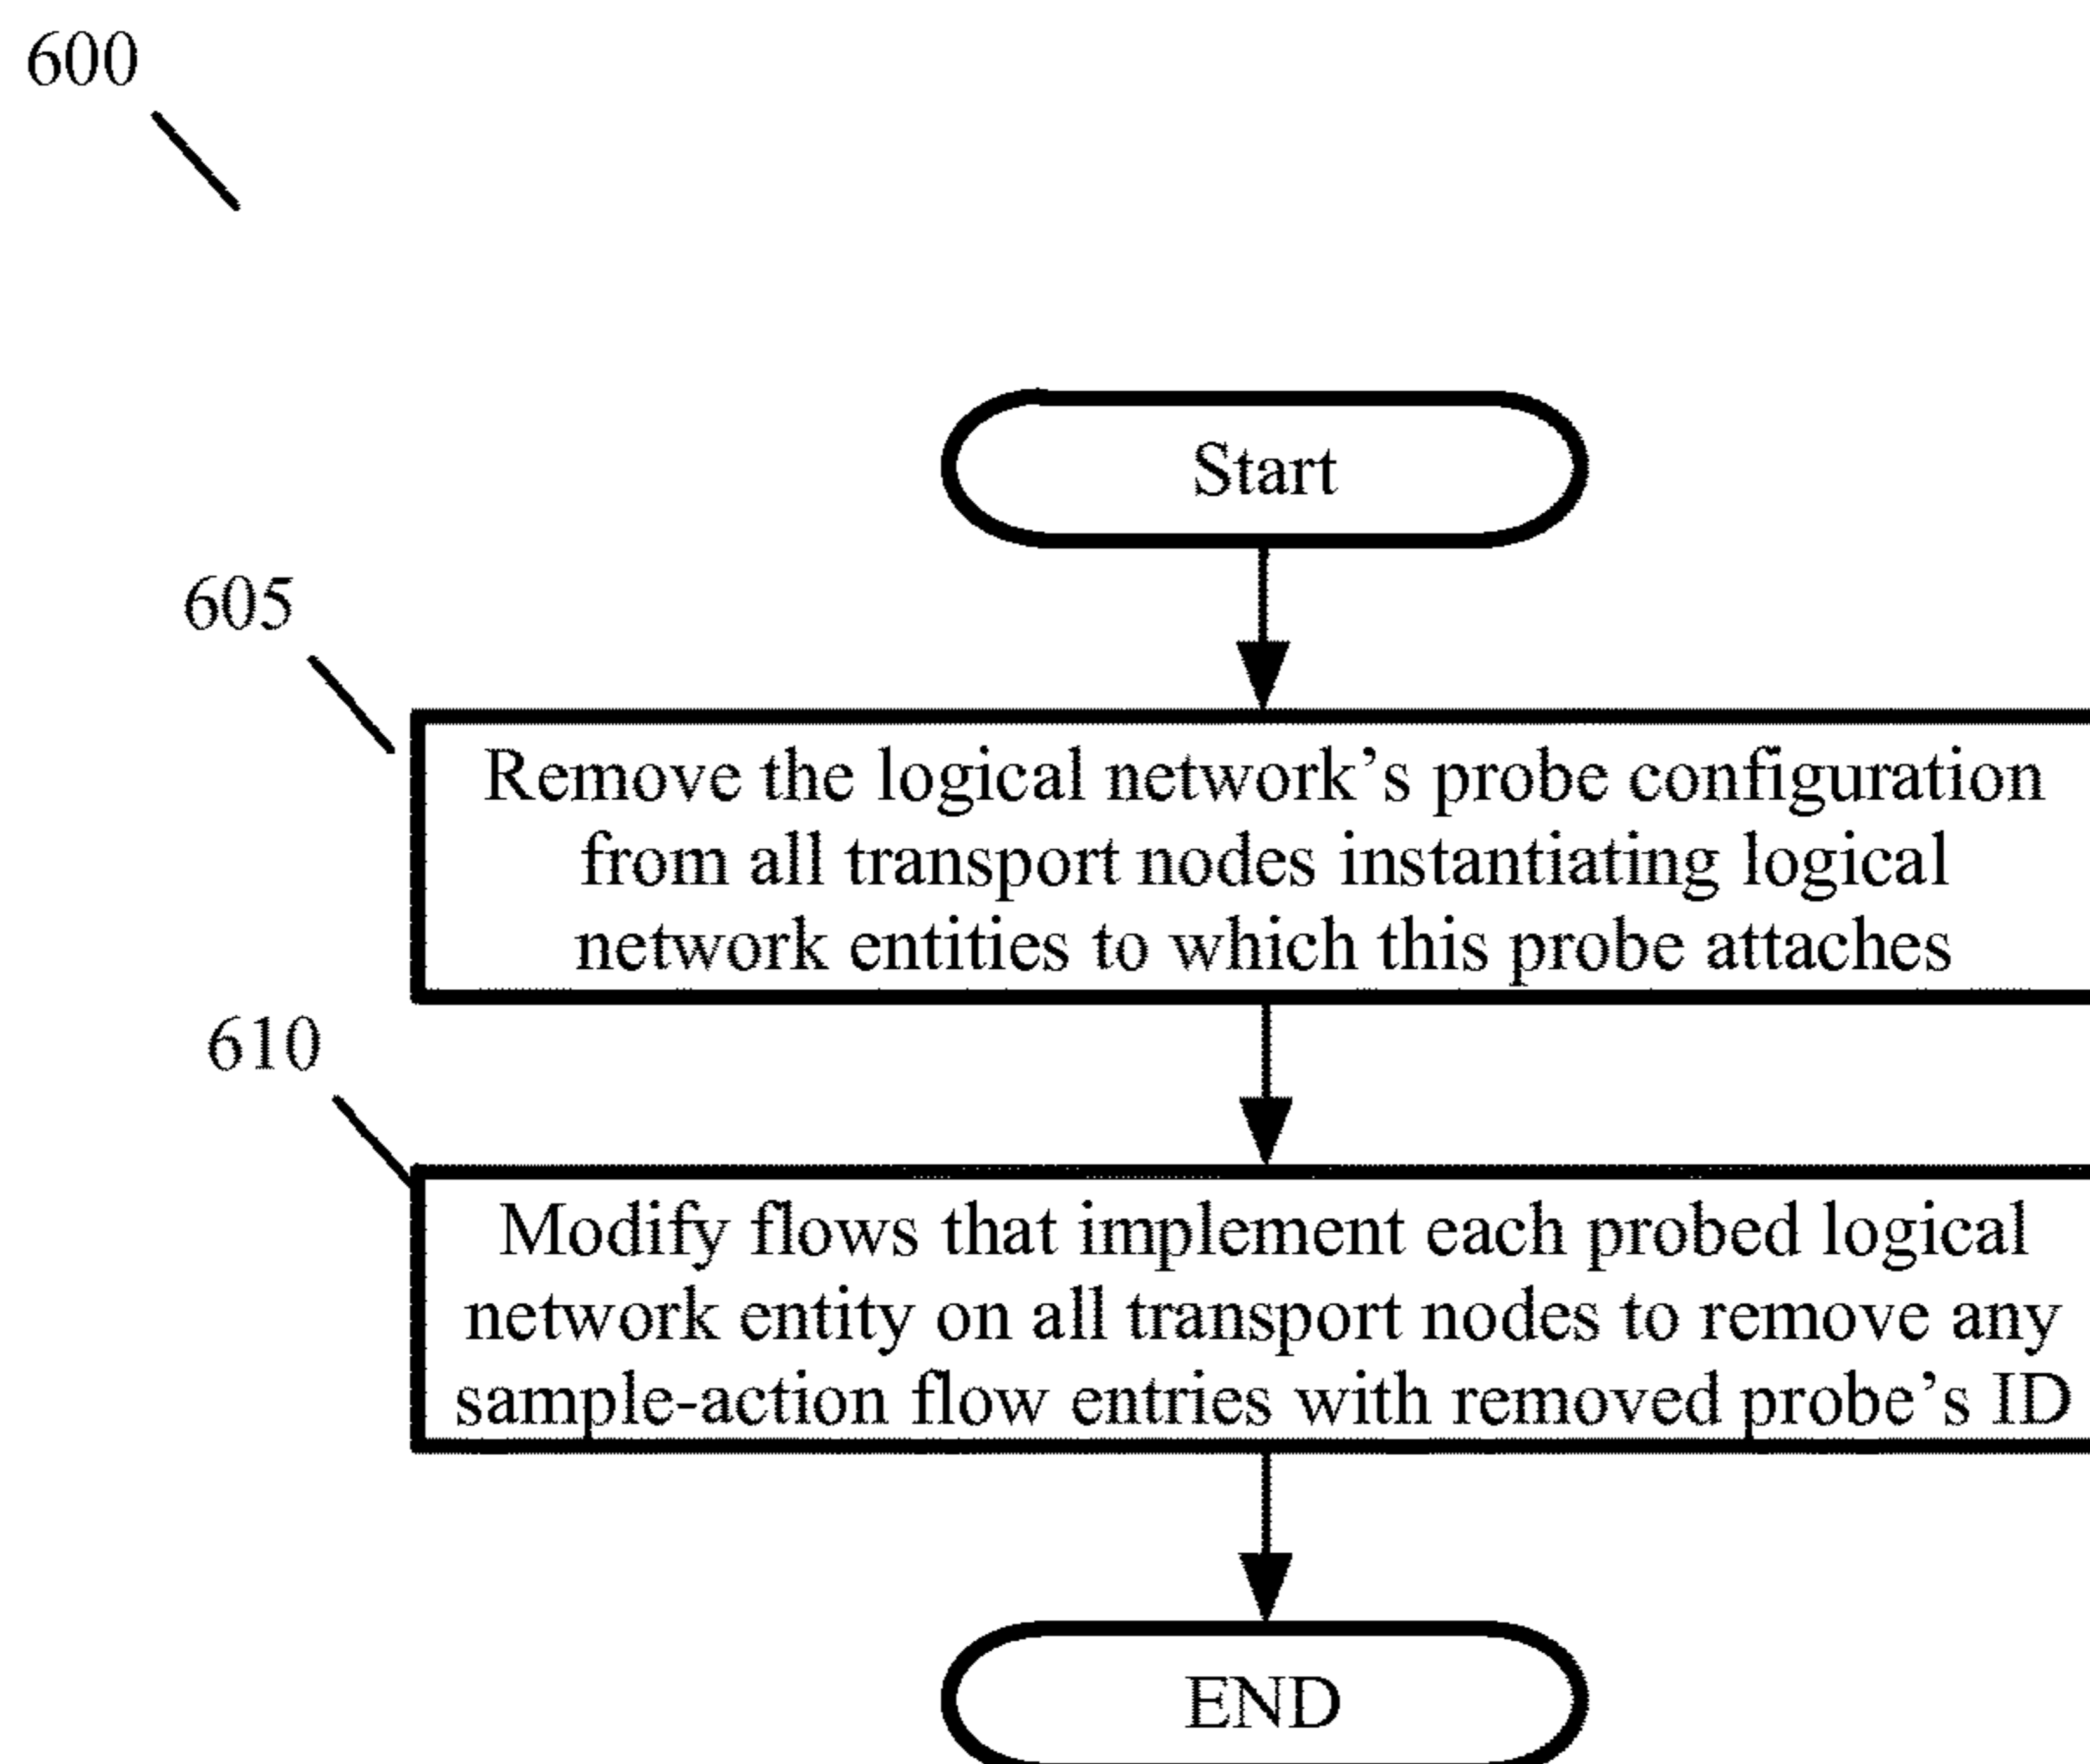 600
Start
605
Remove the logical network’s probe configuration
from all transport nodes instantiating logical
network entities to which this probe attaches
610
Modify flows that implement each probed logical
network entity on all transport nodes to remove any
sample-action flow entries with removed probe’s ID
END